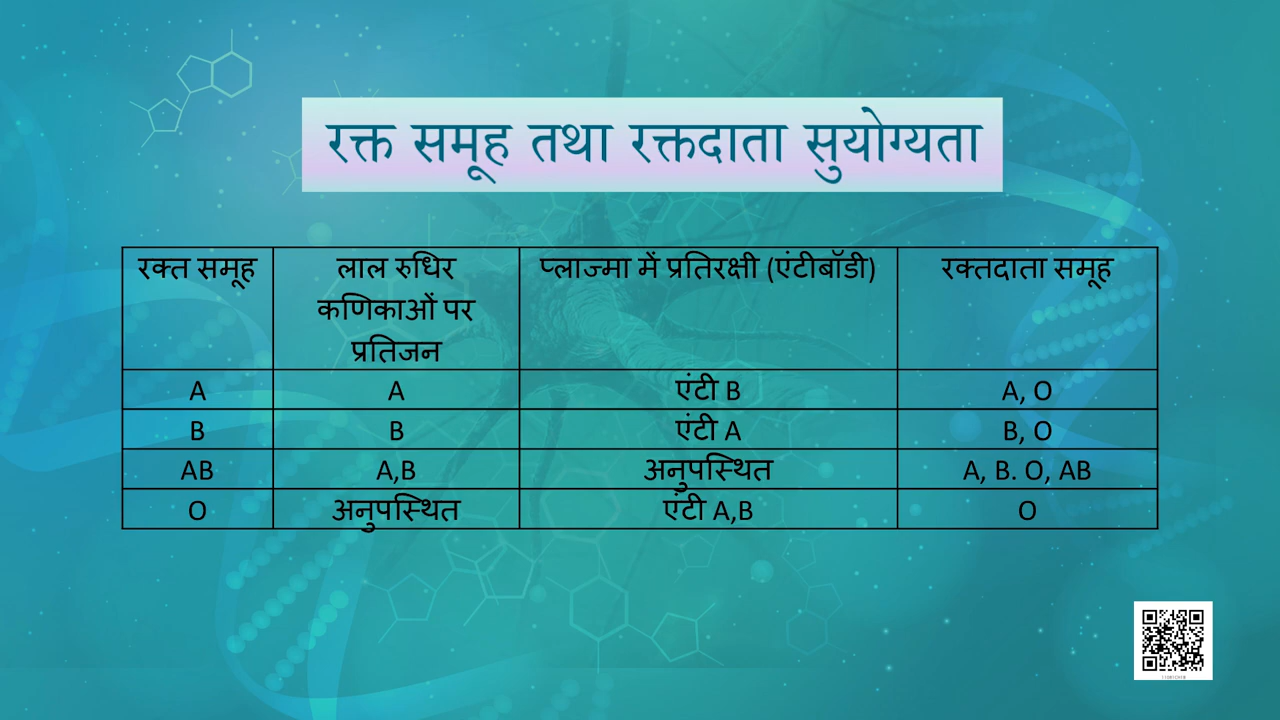 रक्त समूह तथा रक्तदाता सुयोग्यता
रक्त समूह लाल रुधिर प्लाज्मा में प्रतिरक्षी (एंटीबॉडी) रक्तदाता समूह
कणिकाओं पर
प्रतिजन
A A एंटी B A, O
B B एंटी A B, O
AB A,B अनुपस्थित A, B. O, AB
O अनुपस्थित एंटी A,B O